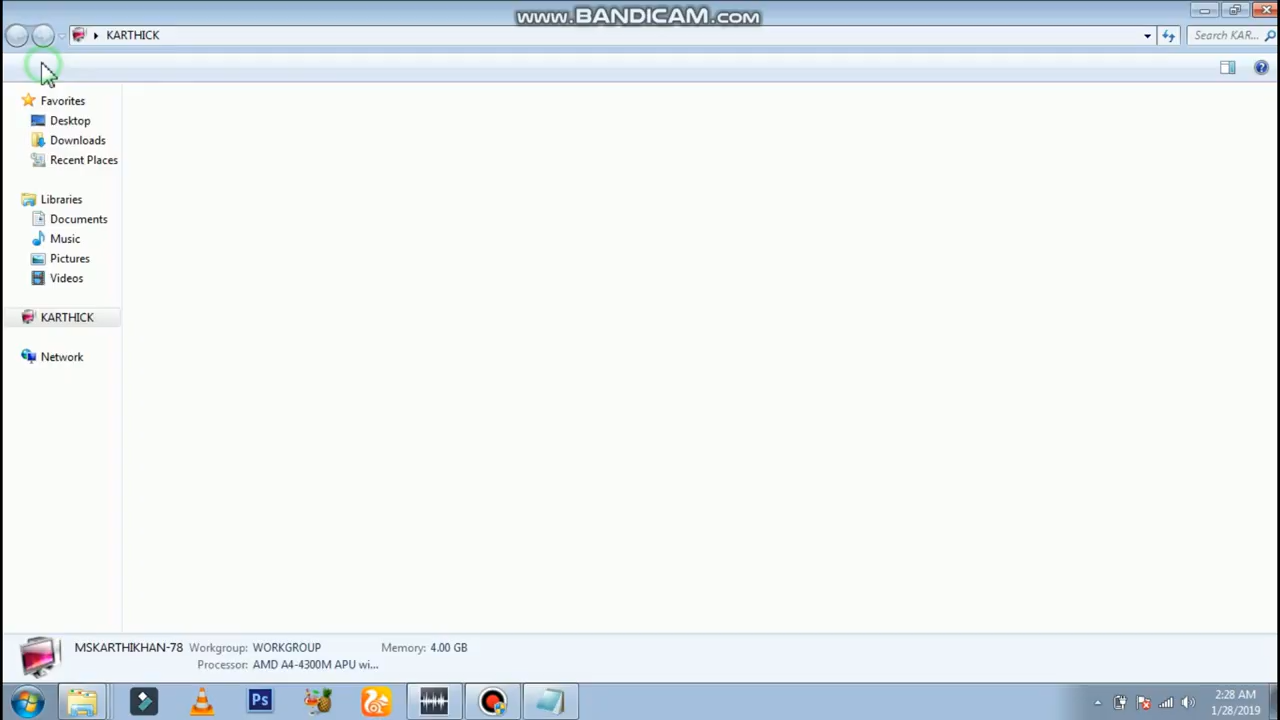 WWW.BANDICAM.COM
KARTHICK
Search KAR...
Favorites
Desktop
Downloads
Recent Places
Libraries
Documents
Music
Pictures
Videos
KARTHICK
Network
MSKARTHIKHAN-78 Workgroup: WORKGROUP Memory: 4.00 GB
Processor: AMD A4-4300M APU wi...
Ps
2:28 AM
1/28/2019